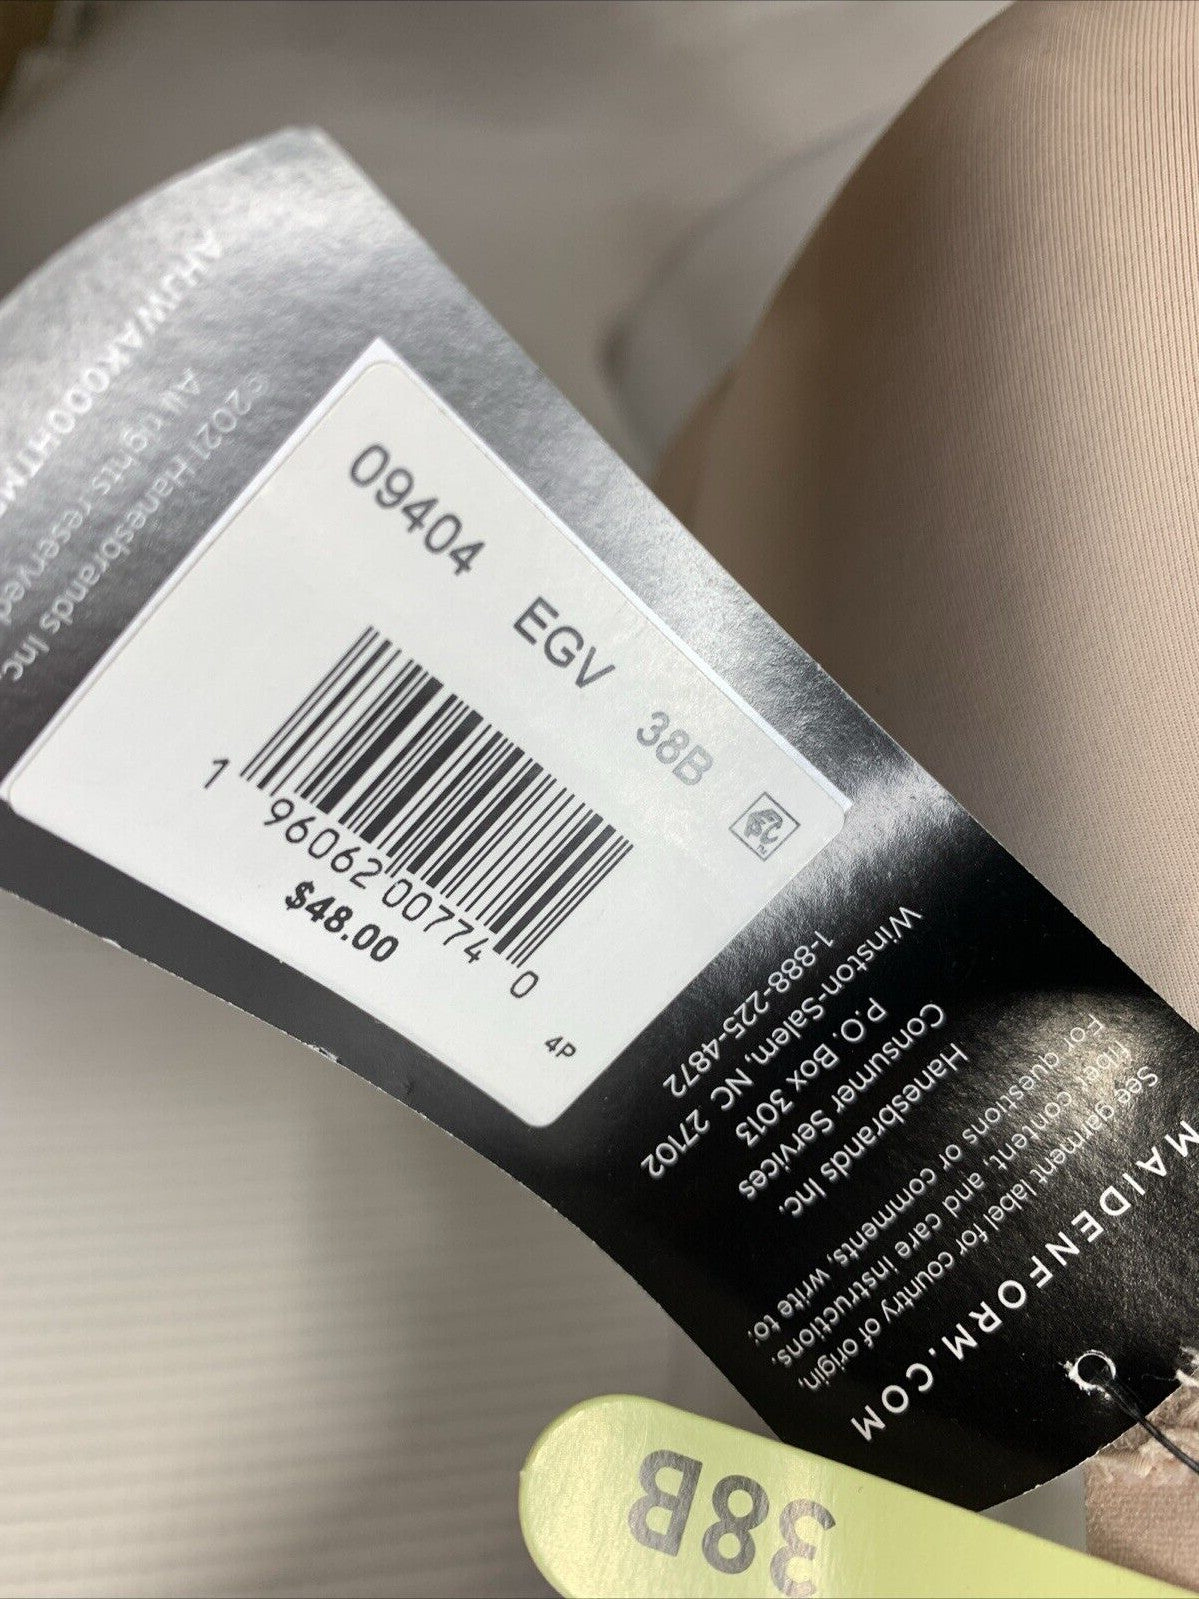 09404 EGV 38B
1 96062 00774 0
$48.00
4P
MAIDENFORM.COM
See garment label for country of origin,
fiber content, and care instructions.
For questions or comments, write to:
Hanesbrands Inc.
Consumer Services
P.O. Box 3013
Winston-Salem, NC 27102
1-888-225-4872
©2021 Hanesbrands Inc.
All rights reserved
38B